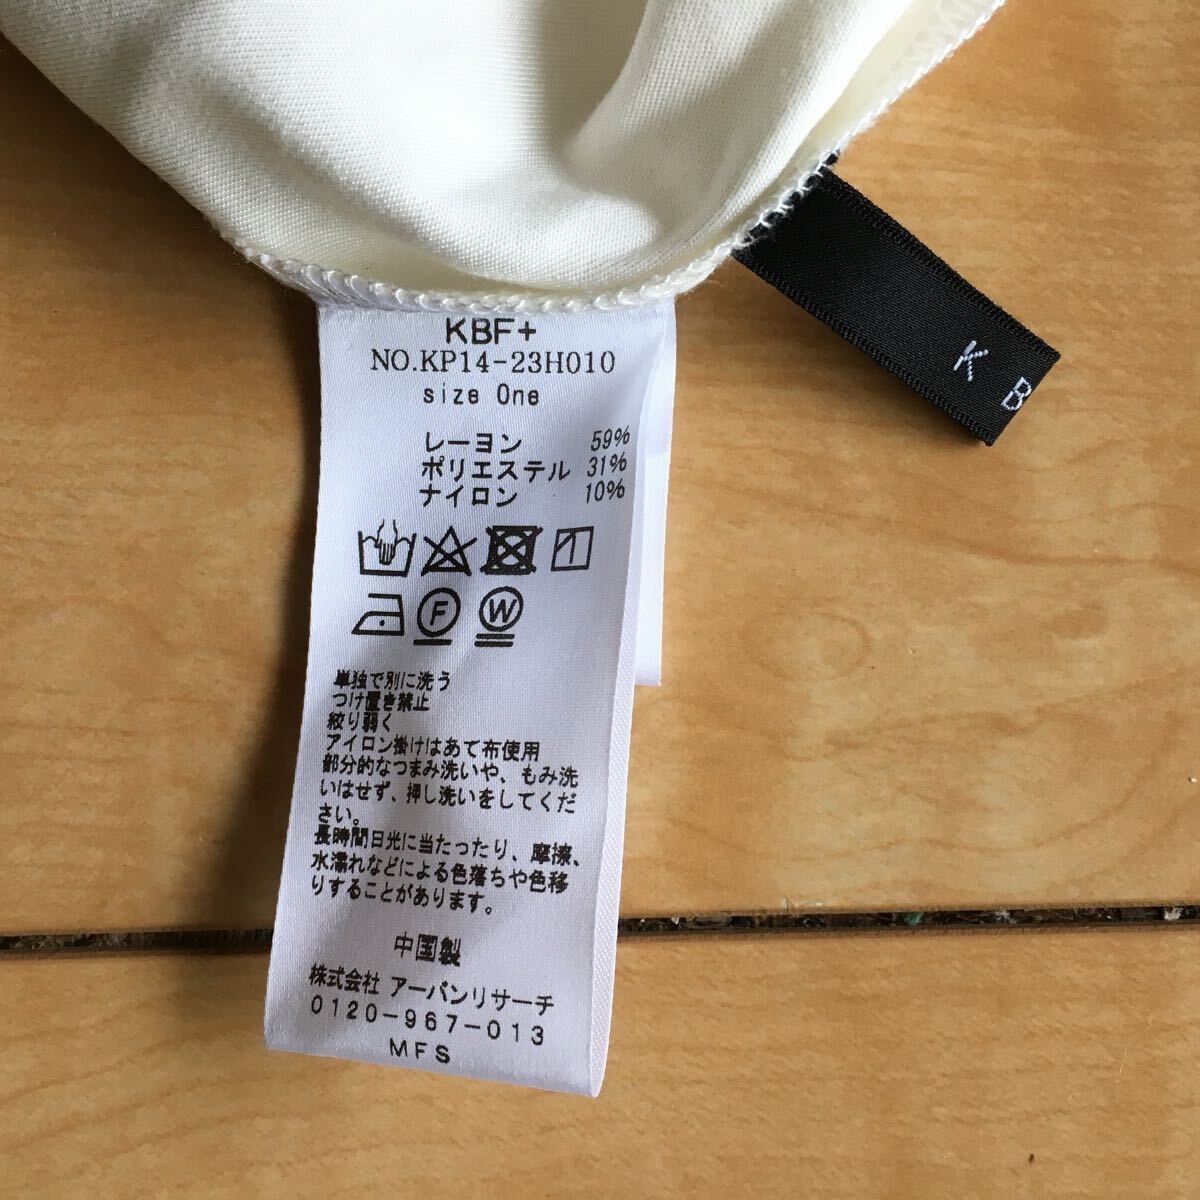 KBF+
NO.KP14-23H010
size One
レーヨン 59%
ポリエステル 31%
ナイロン 10%
F W
単独で別に洗う
つけ置き禁止
絞り弱く
アイロン掛けはあて布使用
部分的なつまみ洗いや、もみ洗
いはせず、押し洗いをしてくだ
さい。
長時間日光に当たったり、摩擦、
水濡れなどによる色落ちや色移
りすることがあります。
中国製
株式会社 アーバンリサーチ
0120-967-013
MFS
K B